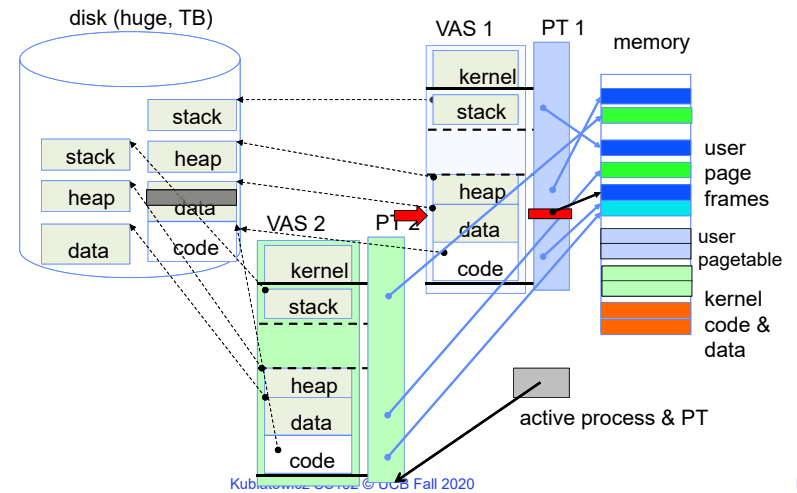 disk (huge, TB)
VAS 1
PT 1
memory
kernel
stack
stack
stack
heap
heap
heap
data
data
data
code
code
user
page
frames
user
pagetable
kernel
code &
data
VAS 2
PT 2
kernel
stack
heap
data
code
active process & PT
© UCB Fall 2020